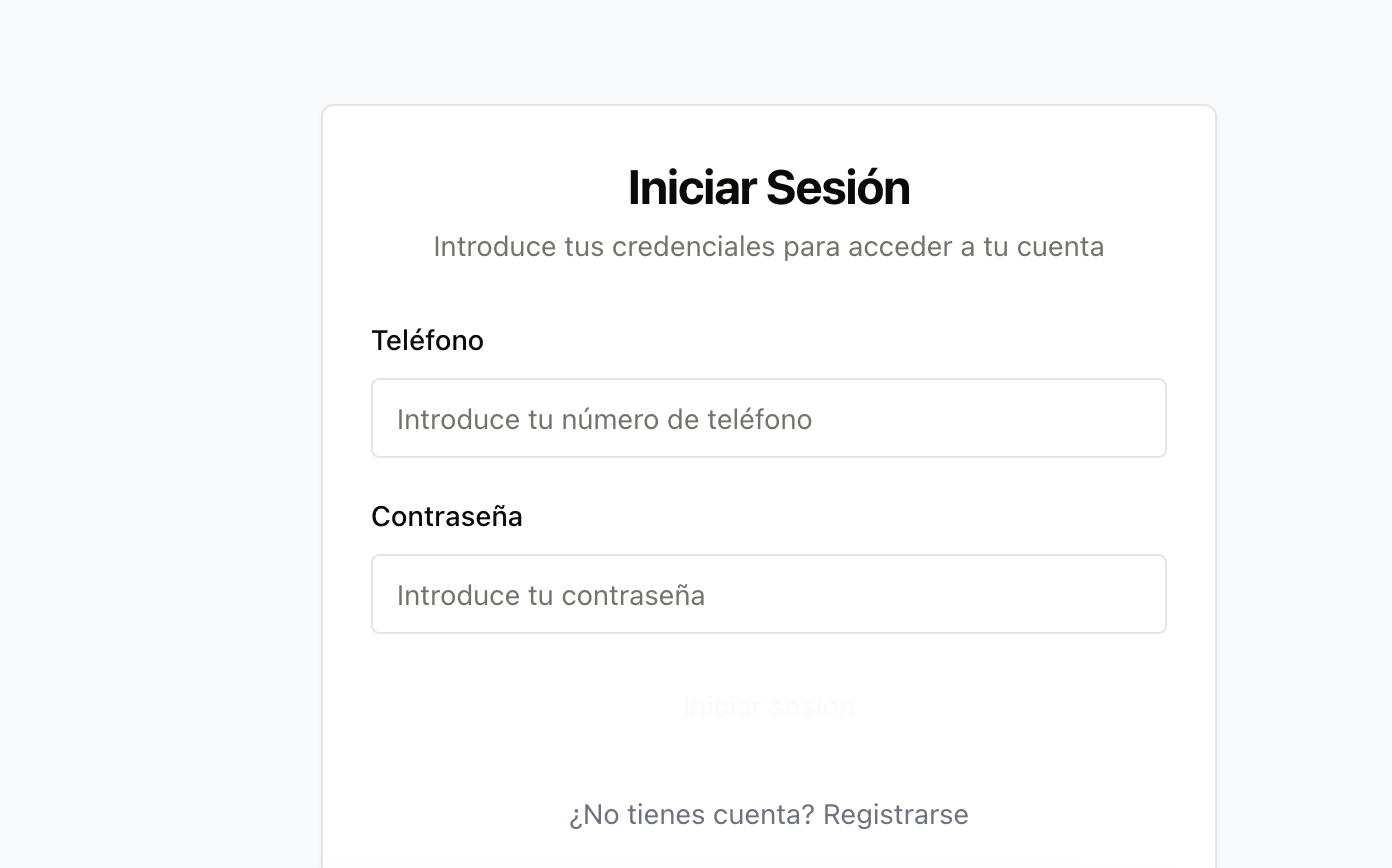 Iniciar Sesión
Introduce tus credenciales para acceder a tu cuenta
Teléfono
Introduce tu número de teléfono
Contraseña
Introduce tu contraseña
Iniciar sesión
¿No tienes cuenta? Registrarse